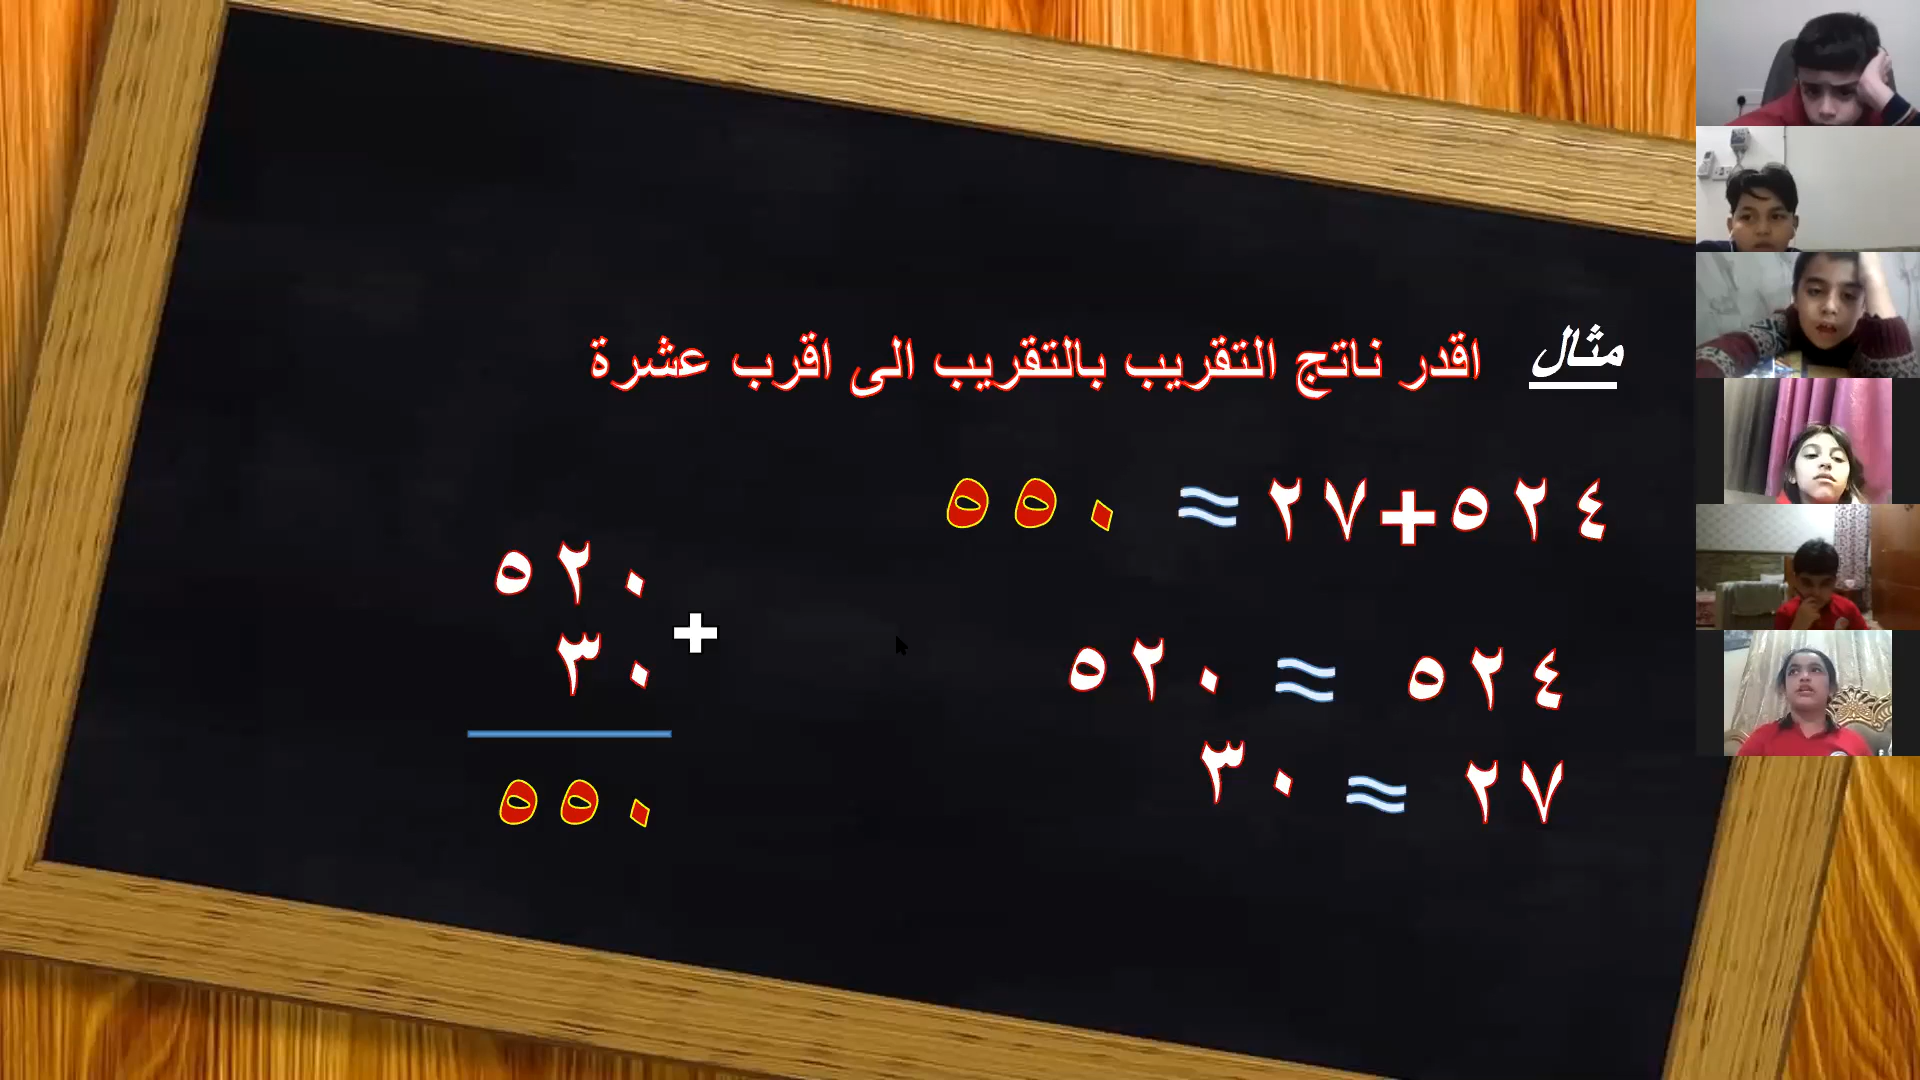 مثال اقدر ناتج التقريب بالتقريب الى اقرب عشرة
٥٢٤+٢٧ ≈ ٥٥٠
٥٢٤ ≈ ٥٢٠
٢٧ ≈ ٣٠
٥٢٠
+
٣٠
٥٥٠